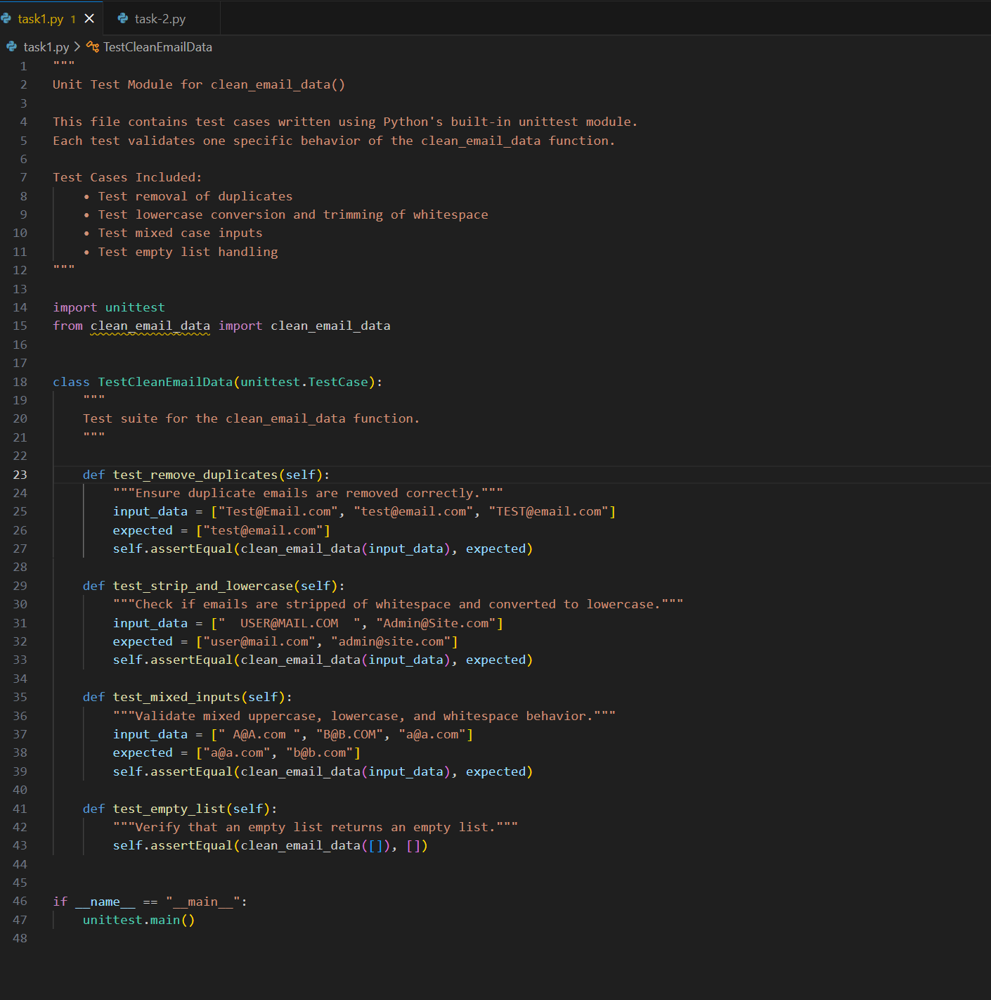 task1.py 1 task-2.py
task1.py > TestCleanEmailData
1 """
2 Unit Test Module for clean_email_data()
3
4 This file contains test cases written using Python's built-in unittest module.
5 Each test validates one specific behavior of the clean_email_data function.
6
7 Test Cases Included:
8     • Test removal of duplicates
9     • Test lowercase conversion and trimming of whitespace
10     • Test mixed case inputs
11     • Test empty list handling
12 """
13
14 import unittest
15 from clean_email_data import clean_email_data
16
17
18 class TestCleanEmailData(unittest.TestCase):
19     """
20     Test suite for the clean_email_data function.
21     """
22
23     def test_remove_duplicates(self):
24         """Ensure duplicate emails are removed correctly."""
25         input_data = ["Test@Email.com", "test@email.com", "TEST@email.com"]
26         expected = ["test@email.com"]
27         self.assertEqual(clean_email_data(input_data), expected)
28
29     def test_strip_and_lowercase(self):
30         """Check if emails are stripped of whitespace and converted to lowercase."""
31         input_data = ["  USER@MAIL.COM  ", "Admin@Site.com"]
32         expected = ["user@mail.com", "admin@site.com"]
33         self.assertEqual(clean_email_data(input_data), expected)
34
35     def test_mixed_inputs(self):
36         """Validate mixed uppercase, lowercase, and whitespace behavior."""
37         input_data = [" A@A.com ", "B@B.COM", "a@a.com"]
38         expected = ["a@a.com", "b@b.com"]
39         self.assertEqual(clean_email_data(input_data), expected)
40
41     def test_empty_list(self):
42         """Verify that an empty list returns an empty list."""
43         self.assertEqual(clean_email_data([]), [])
44
45
46 if __name__ == "__main__":
47     unittest.main()
48